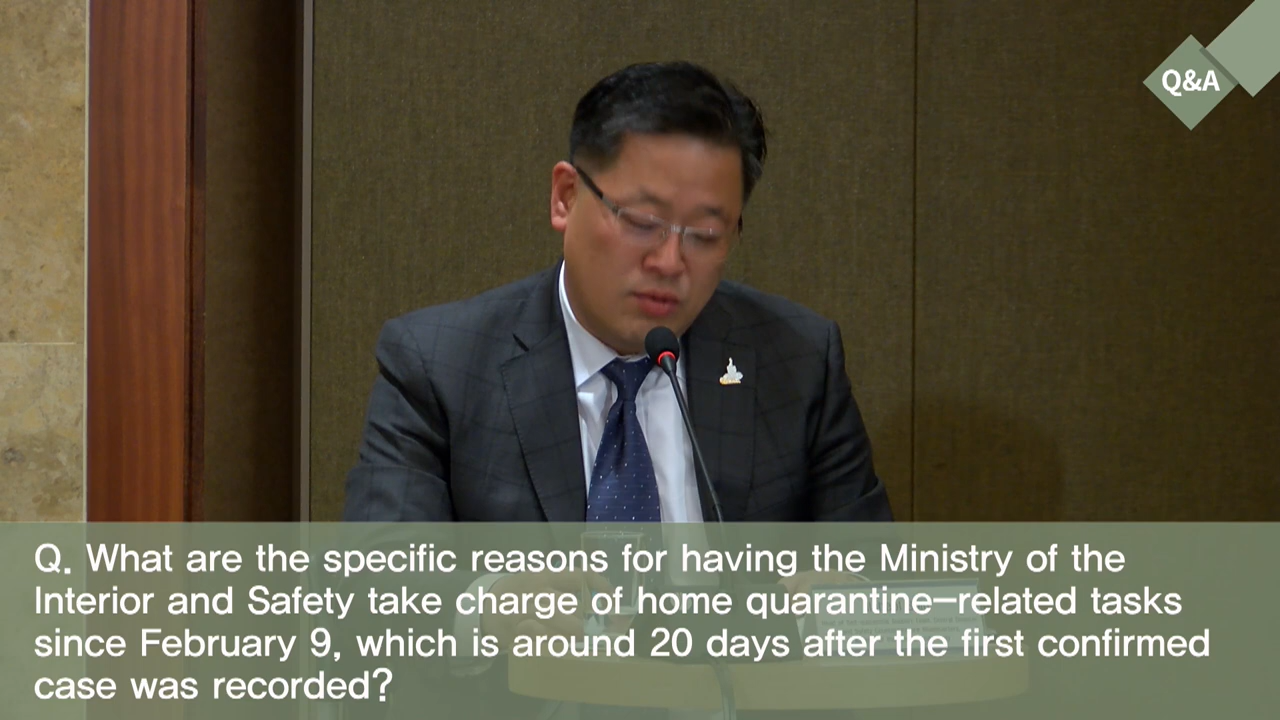 Q&A
Q. What are the specific reasons for having the Ministry of the
Interior and Safety take charge of home quarantine-related tasks
since February 9, which is around 20 days after the first confirmed
case was recorded?